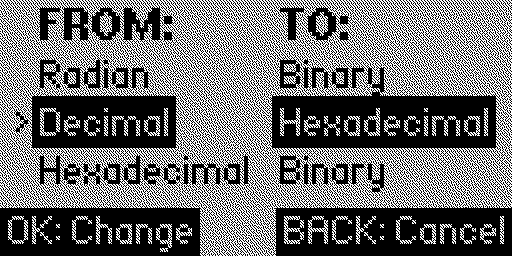 FROM: TO:
Radian Binary
> Decimal Hexadecimal
Hexadecimal Binary
OK: Change BACK: Cancel